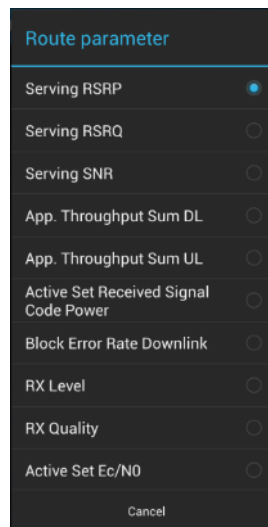 Route parameter
Serving RSRP
Serving RSRQ
Serving SNR
App. Throughput Sum DL
App. Throughput Sum UL
Active Set Received Signal
Code Power
Block Error Rate Downlink
RX Level
RX Quality
Active Set Ec/N0
Cancel